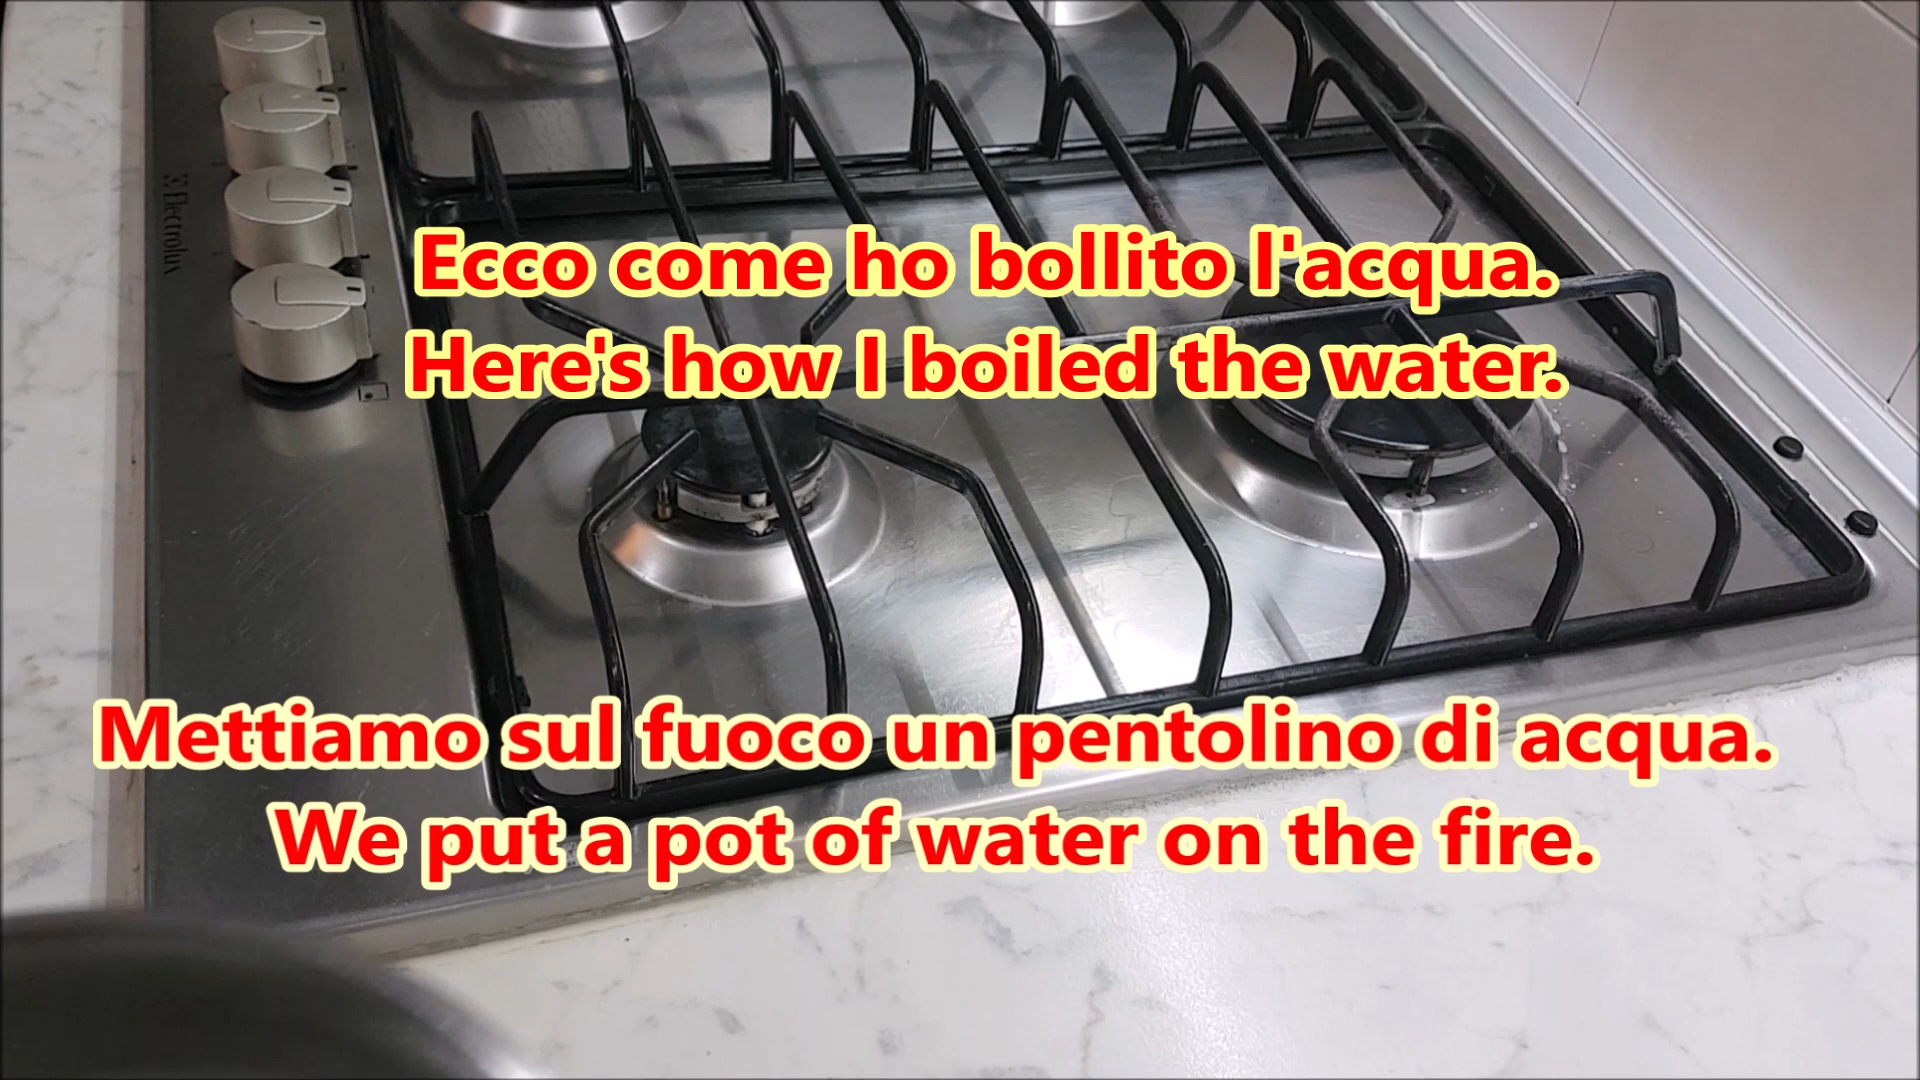 Electrolux
Ecco come ho bollito l'acqua.
Here's how I boiled the water.
Mettiamo sul fuoco un pentolino di acqua.
We put a pot of water on the fire.